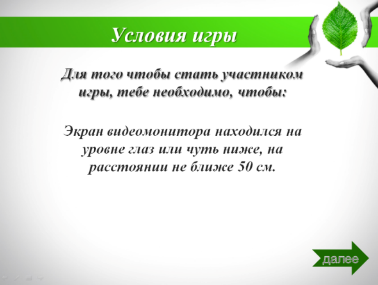 Условия игры
Для того чтобы стать участником
игры, тебе необходимо, чтобы:
Экран видеомонитора находился на
уровне глаз или чуть ниже, на
расстоянии не ближе 50 см.
далее